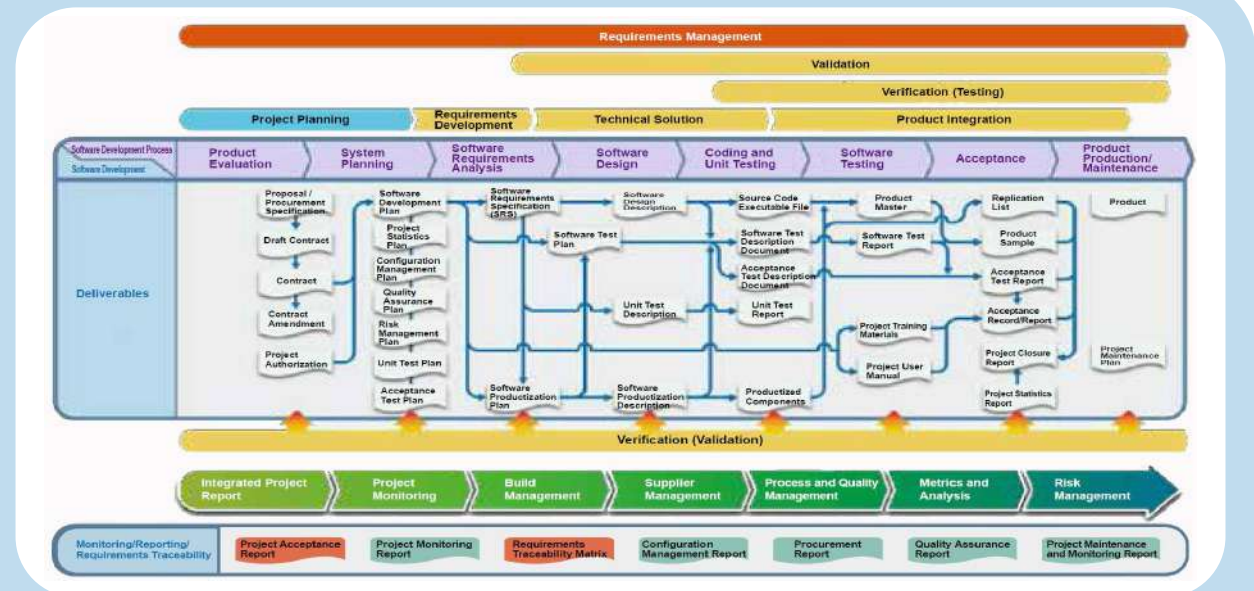 Requirements Management
Validation
Verification (Testing)
Project Planning
Requirements
Development
Technical Solution
Product Integration
Software Development Process
Software Development
Product
Evaluation
System
Planning
Software
Requirements
Analysis
Software
Design
Coding and
Unit Testing
Software
Testing
Acceptance
Product
Production/
Maintenance
Deliverables
Proposal /
Procurement
Specification
Draft Contract
Contract
Contract
Amendment
Project
Authorization
Software
Development
Plan
Project
Statistics
Plan
Configuration
Management
Plan
Quality
Assurance
Plan
Risk
Management
Plan
Unit Test Plan
Acceptance
Test Plan
Software
Requirements
Specification
(SRS)
Software Test
Plan
Software
Productization
Plan
Software
Design
Description
Unit Test
Description
Software
Productization
Description
Source Code
Executable File
Software Test
Description
Document
Acceptance
Test Description
Document
Unit Test
Report
Productized
Components
Product
Master
Software Test
Report
Project Training
Materials
Project User
Manual
Replication
List
Product
Sample
Acceptance
Test Report
Acceptance
Record/Report
Project Closure
Report
Project Statistics
Report
Product
Project
Maintenance
Plan
Verification (Validation)
Integrated Project
Report
Project
Monitoring
Build
Management
Supplier
Management
Process and Quality
Management
Metrics and
Analysis
Risk
Management
Monitoring/Reporting/
Requirements Traceability
Project Acceptance
Report
Project Monitoring
Report
Requirements
Traceability Matrix
Configuration
Management Report
Procurement
Report
Quality Assurance
Report
Project Maintenance
and Monitoring Report